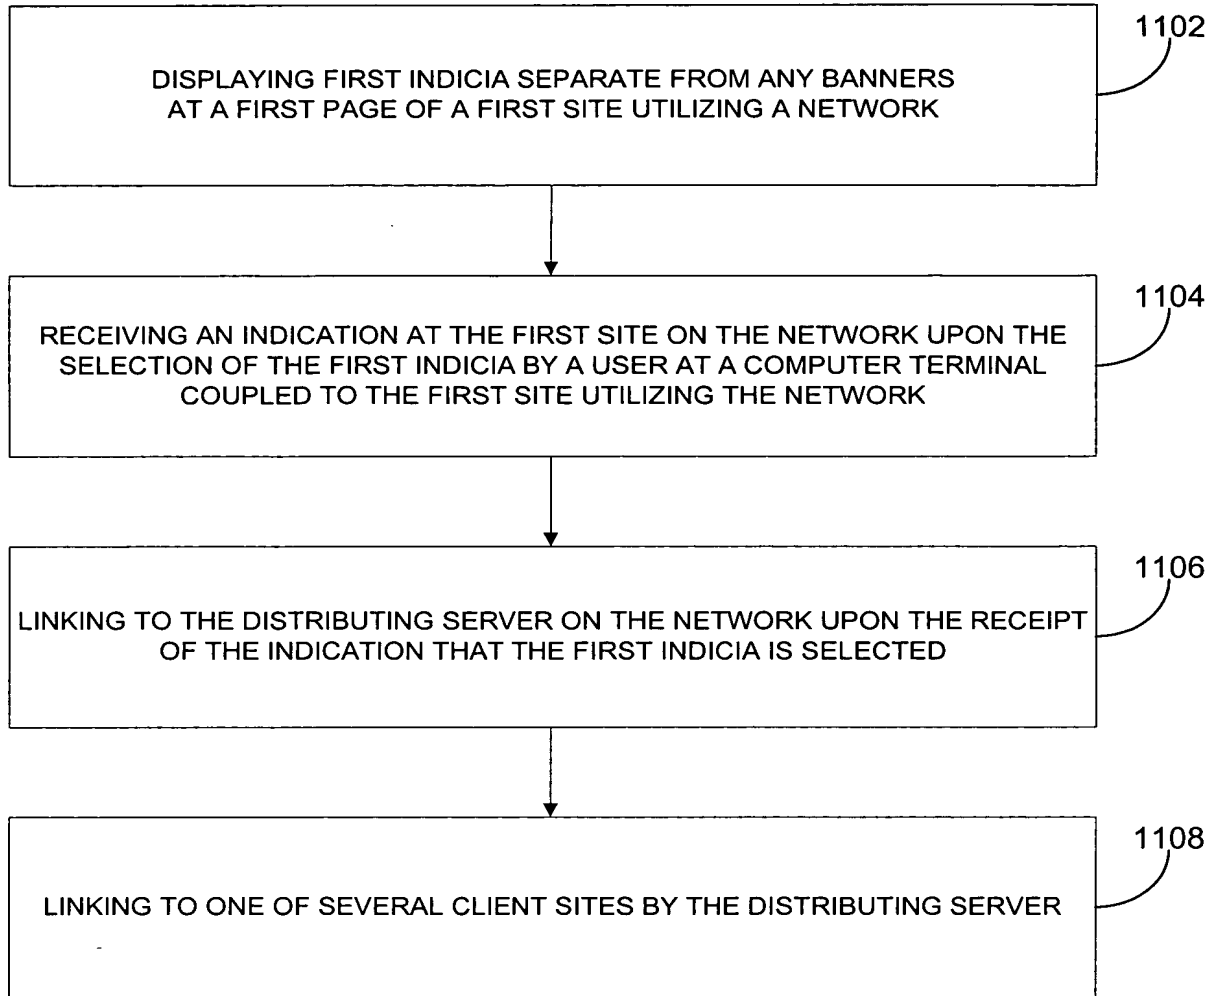 1102
DISPLAYING FIRST INDICIA SEPARATE FROM ANY BANNERS
AT A FIRST PAGE OF A FIRST SITE UTILIZING A NETWORK
1104
RECEIVING AN INDICATION AT THE FIRST SITE ON THE NETWORK UPON THE
SELECTION OF THE FIRST INDICIA BY A USER AT A COMPUTER TERMINAL
COUPLED TO THE FIRST SITE UTILIZING THE NETWORK
1106
LINKING TO THE DISTRIBUTING SERVER ON THE NETWORK UPON THE RECEIPT
OF THE INDICATION THAT THE FIRST INDICIA IS SELECTED
1108
LINKING TO ONE OF SEVERAL CLIENT SITES BY THE DISTRIBUTING SERVER